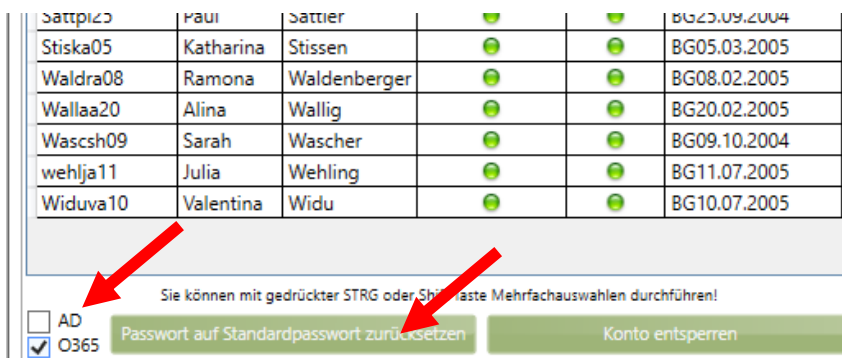 Sattpl25 Paul Sattler BG25.09.2004
Stiska05 Katharina Stissen BG05.03.2005
Waldra08 Ramona Waldenberger BG08.02.2005
Wallaa20 Alina Wallig BG20.02.2005
Wascsh09 Sarah Wascher BG09.10.2004
wehlja11 Julia Wehling BG11.07.2005
Widuva10 Valentina Widu BG10.07.2005
Sie können mit gedrückter STRG oder Shift Taste Mehrfachauswahlen durchführen!
AD
O365
Passwort auf Standardpasswort zurücksetzen Konto entsperren